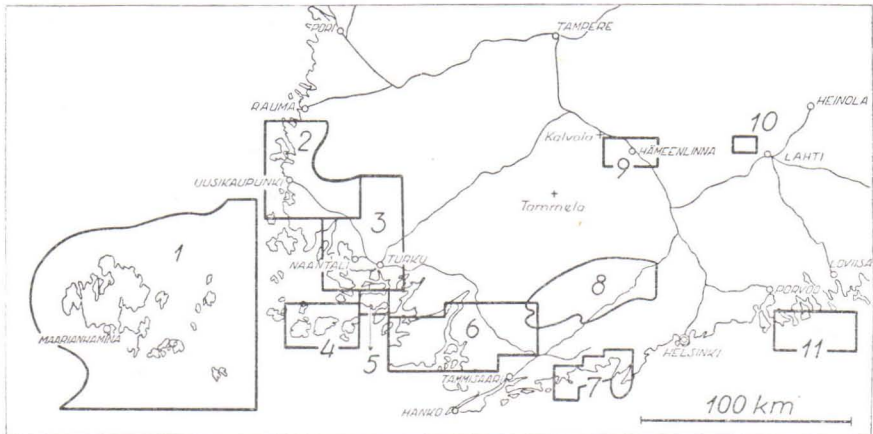 PORI
TAMPERE
RAUMA
HEINOLA
Kalvola
10
2
HÄMEENLINNA
LAHTI
9
UUSIKAUPUNKI
Tammela
3
1
NAANTALI
TURKU
8
LOVIISA
PORVOO
MAARIANHAMINA
4
5
6
HELSINKI
11
TAMMISAARI
7
HANKO
100 km